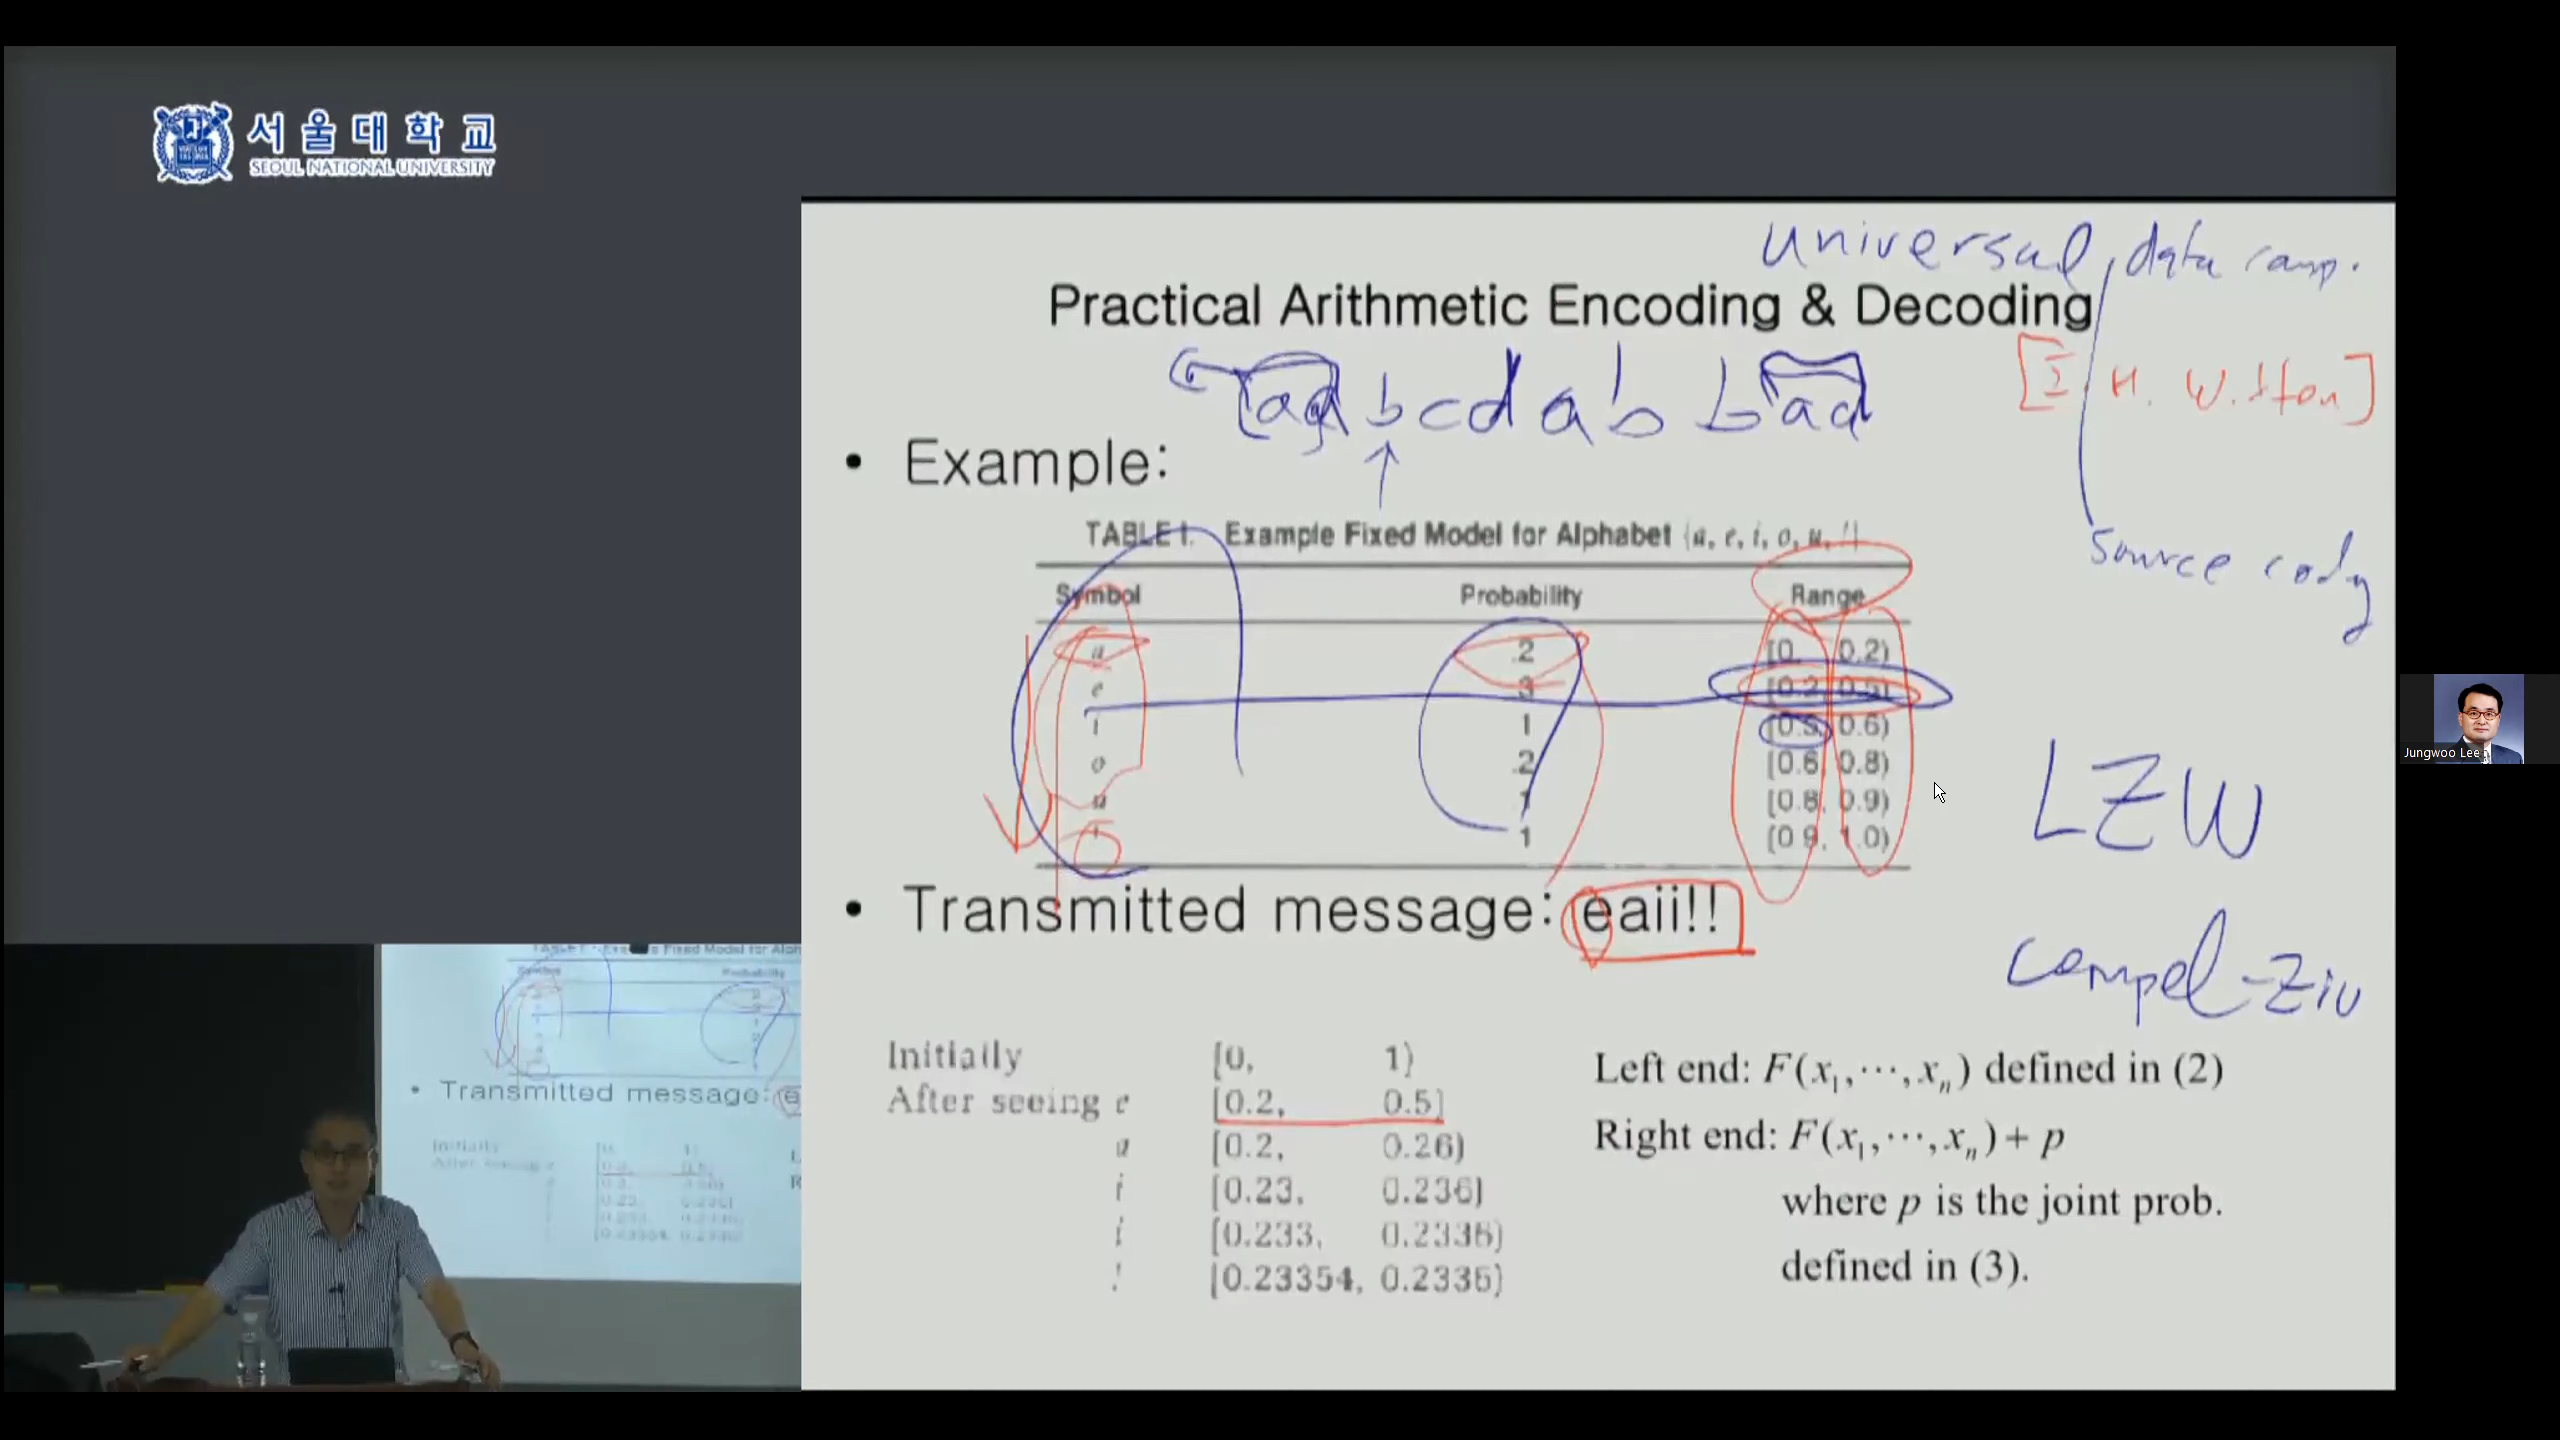 서울대학교
SEOUL NATIONAL UNIVERSITY
universal data comp.
Practical Arithmetic Encoding & Decoding
[I. H. Witten]
b c d a b b a d
• Example:
TABLE I. Example Fixed Model for Alphabet {a, e, i, o, u, !}
source coding
Symbol Probability Range
a .2 [0, 0.2)
e .3 [0.2, 0.5)
i .1 [0.5, 0.6)
o .2 [0.6, 0.8)
u .1 [0.8, 0.9)
! .1 [0.9, 1.0)
Jungwoo Lee
LZW
• Transmitted message: eaii!!
Lempel-Ziv
Initially [0, 1)
After seeing e [0.2, 0.5)
a [0.2, 0.26)
i [0.23, 0.236)
i [0.233, 0.2336)
! [0.23354, 0.2336)
Left end: F(x₁,⋯,xₙ) defined in (2)
Right end: F(x₁,⋯,xₙ)+ p
where p is the joint prob.
defined in (3).
• Transmitted message: